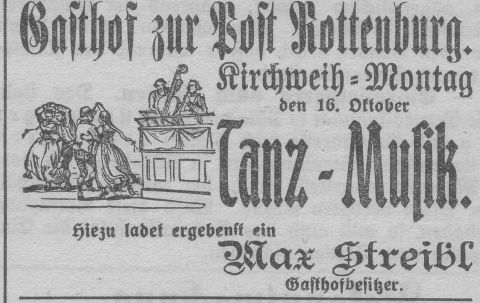 Gasthof zur Post Rottenburg.
Kirchweih-Montag
den 16. Oktober
Tanz-Musik.
Hiezu ladet ergebenst ein
Max Streibl
Gasthofbesitzer.